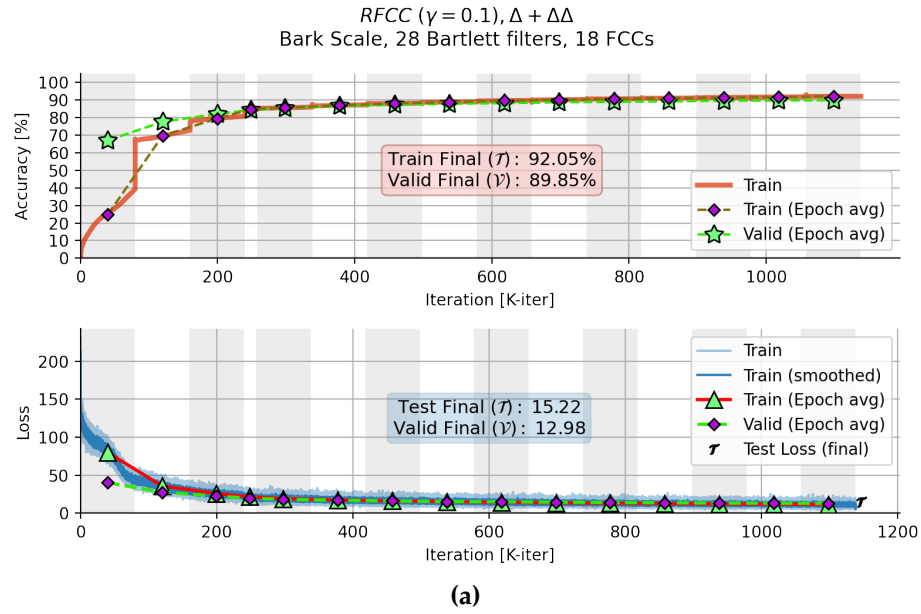 RFCC (γ = 0.1), Δ + ΔΔ
Bark Scale, 28 Bartlett filters, 18 FCCs
100
90
80
70
60
50
40
30
20
10
0
Accuracy [%]
Train Final (𝒯): 92.05%
Valid Final (𝒱): 89.85%
Train
Train (Epoch avg)
Valid (Epoch avg)
0 200 400 600 800 1000
Iteration [K-iter]
200
150
100
50
0
Loss
Test Final (𝒯): 15.22
Valid Final (𝒱): 12.98
Train
Train (smoothed)
Train (Epoch avg)
Valid (Epoch avg)
𝒯 Test Loss (final)
𝒯
0 200 400 600 800 1000 1200
Iteration [K-iter]
(a)